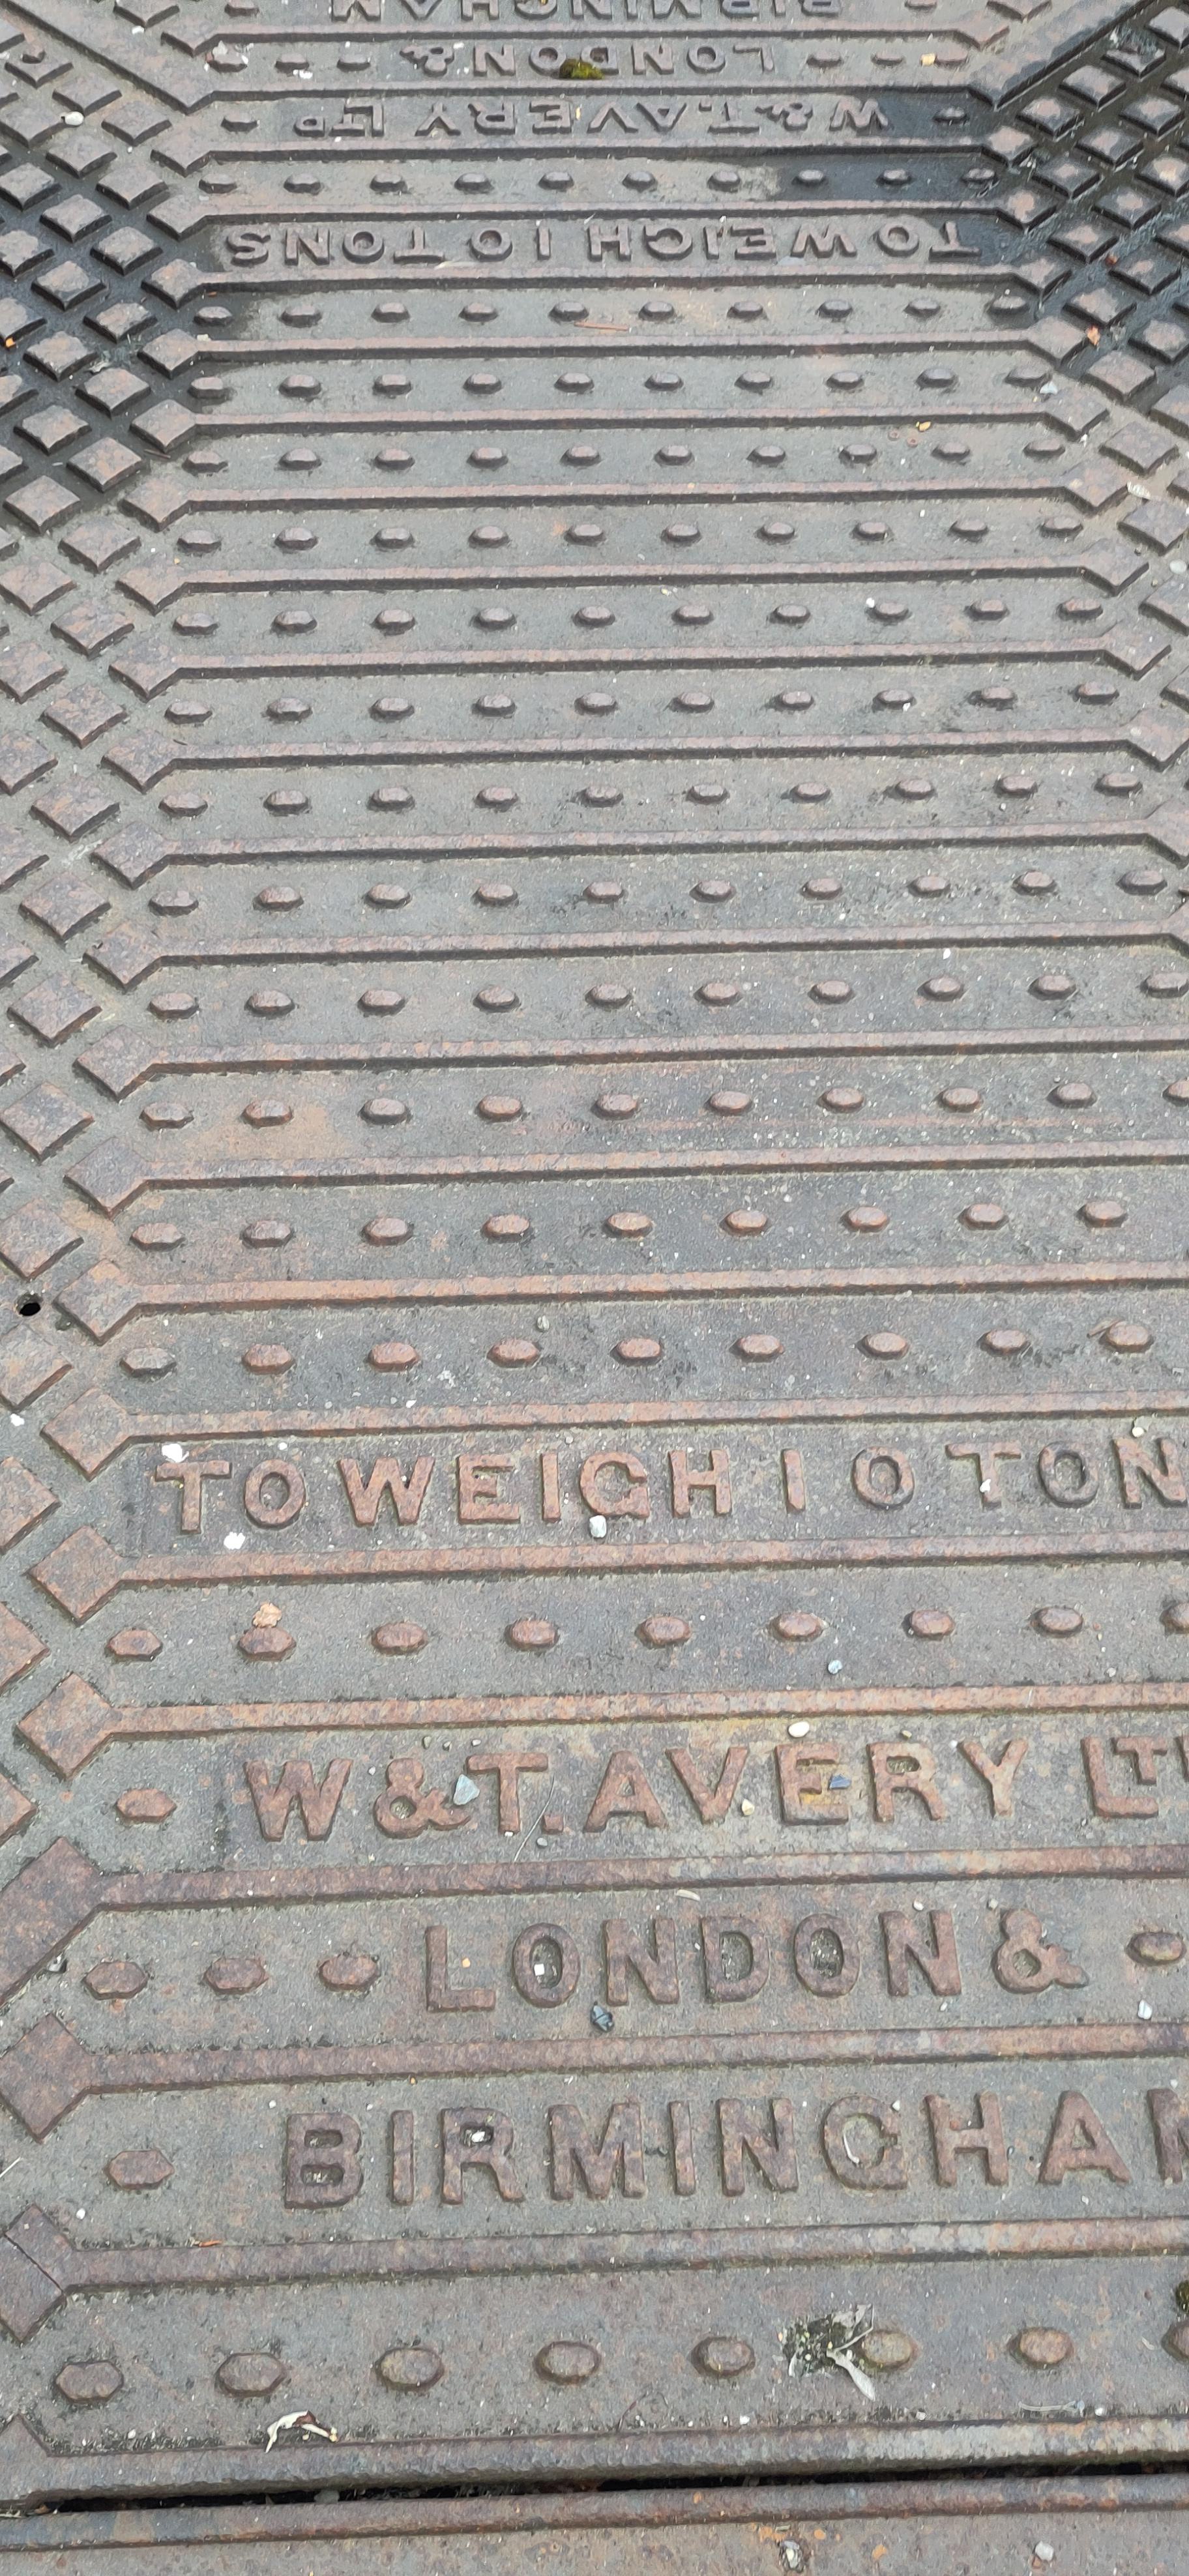 BIRMINGHAM
LONDON &
W & T. AVERY LTD
TO WEIGH 10 TONS
TO WEIGH 10 TON
W & T. AVERY LT
LONDON &
BIRMINGHAM